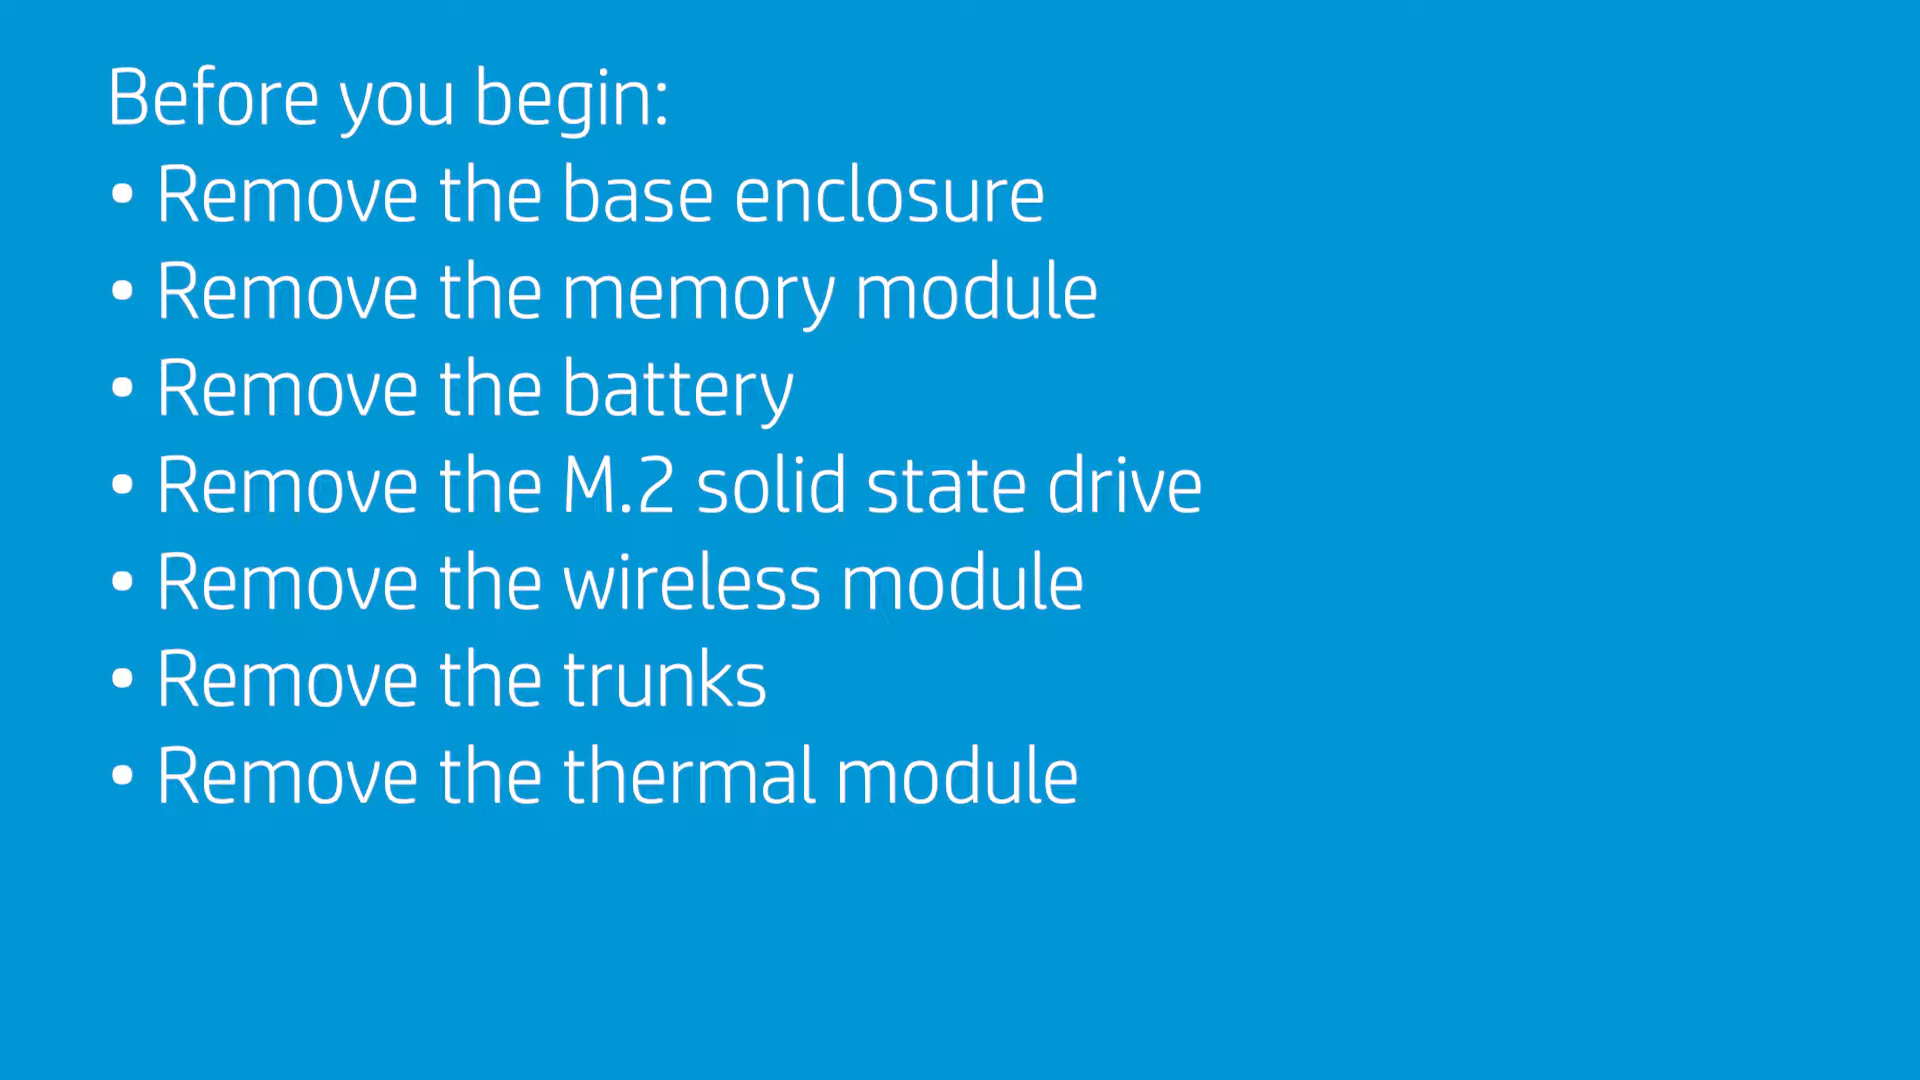 Before you begin:
• Remove the base enclosure
• Remove the memory module
• Remove the battery
• Remove the M.2 solid state drive
• Remove the wireless module
• Remove the trunks
• Remove the thermal module